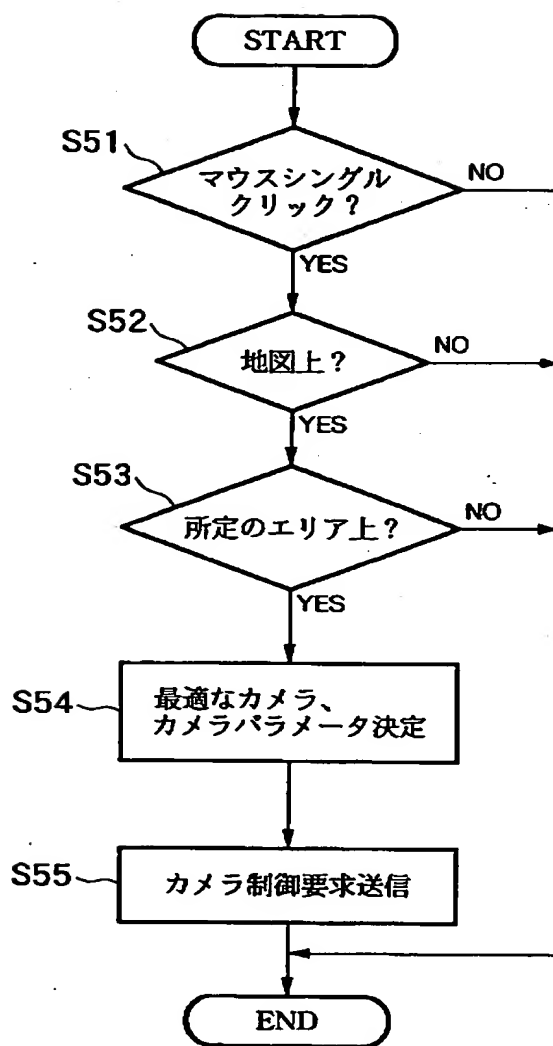 START
S51
マウスシングル
クリック？
NO
YES
S52
地図上？
NO
YES
S53
所定のエリア上？
NO
YES
S54
最適なカメラ、
カメラパラメータ決定
S55
カメラ制御要求送信
END